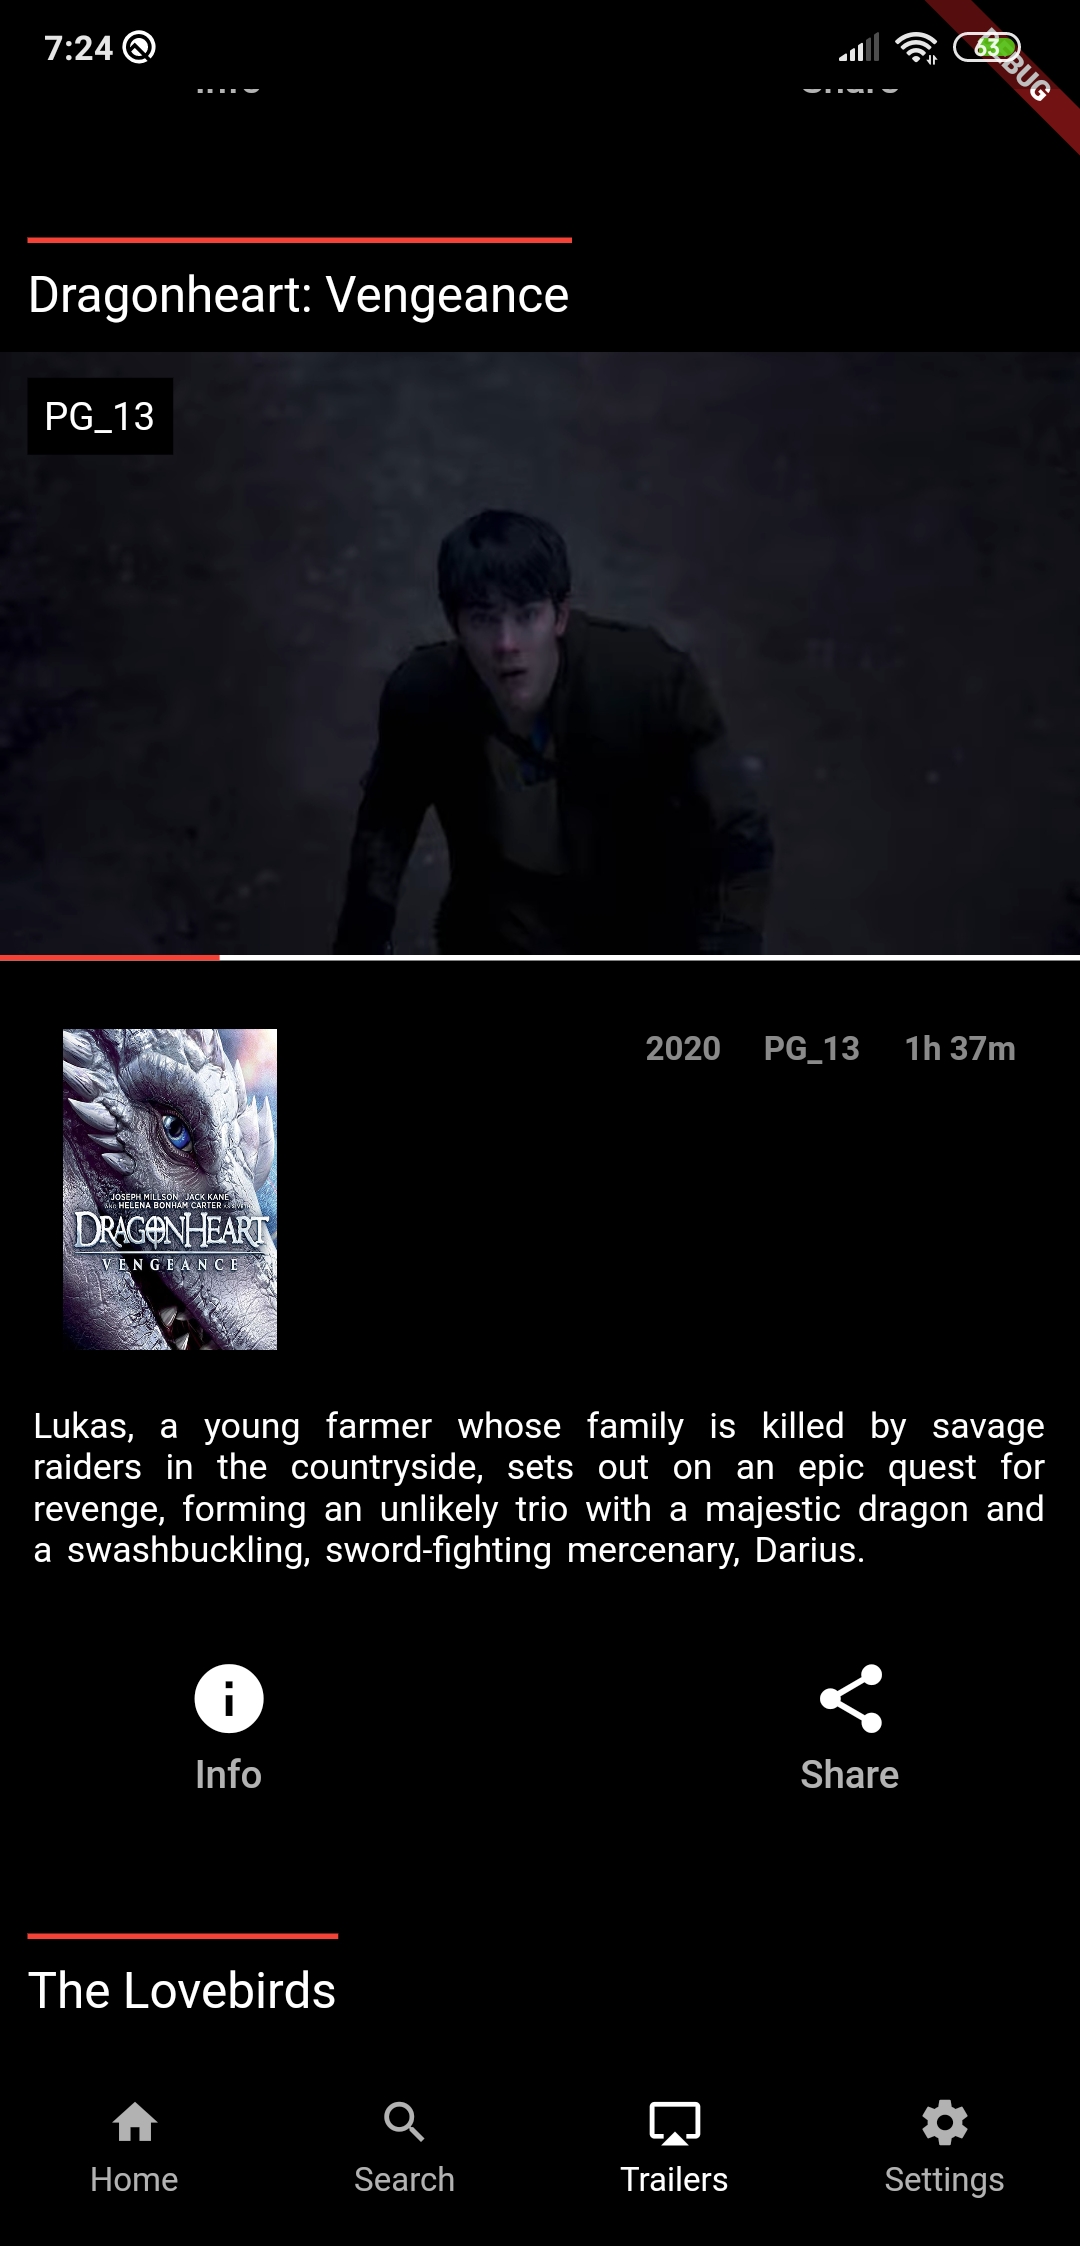 7:24
63
DEBUG
Info
Share
Dragonheart: Vengeance
PG_13
2020 PG_13 1h 37m
JOSEPH MILLSON JACK KANE
AND HELENA BONHAM CARTER
DRAGONHEART
VENGEANCE
Lukas, a young farmer whose family is killed by savage
raiders in the countryside, sets out on an epic quest for
revenge, forming an unlikely trio with a majestic dragon and
a swashbuckling, sword-fighting mercenary, Darius.
Info
Share
The Lovebirds
Home
Search
Trailers
Settings